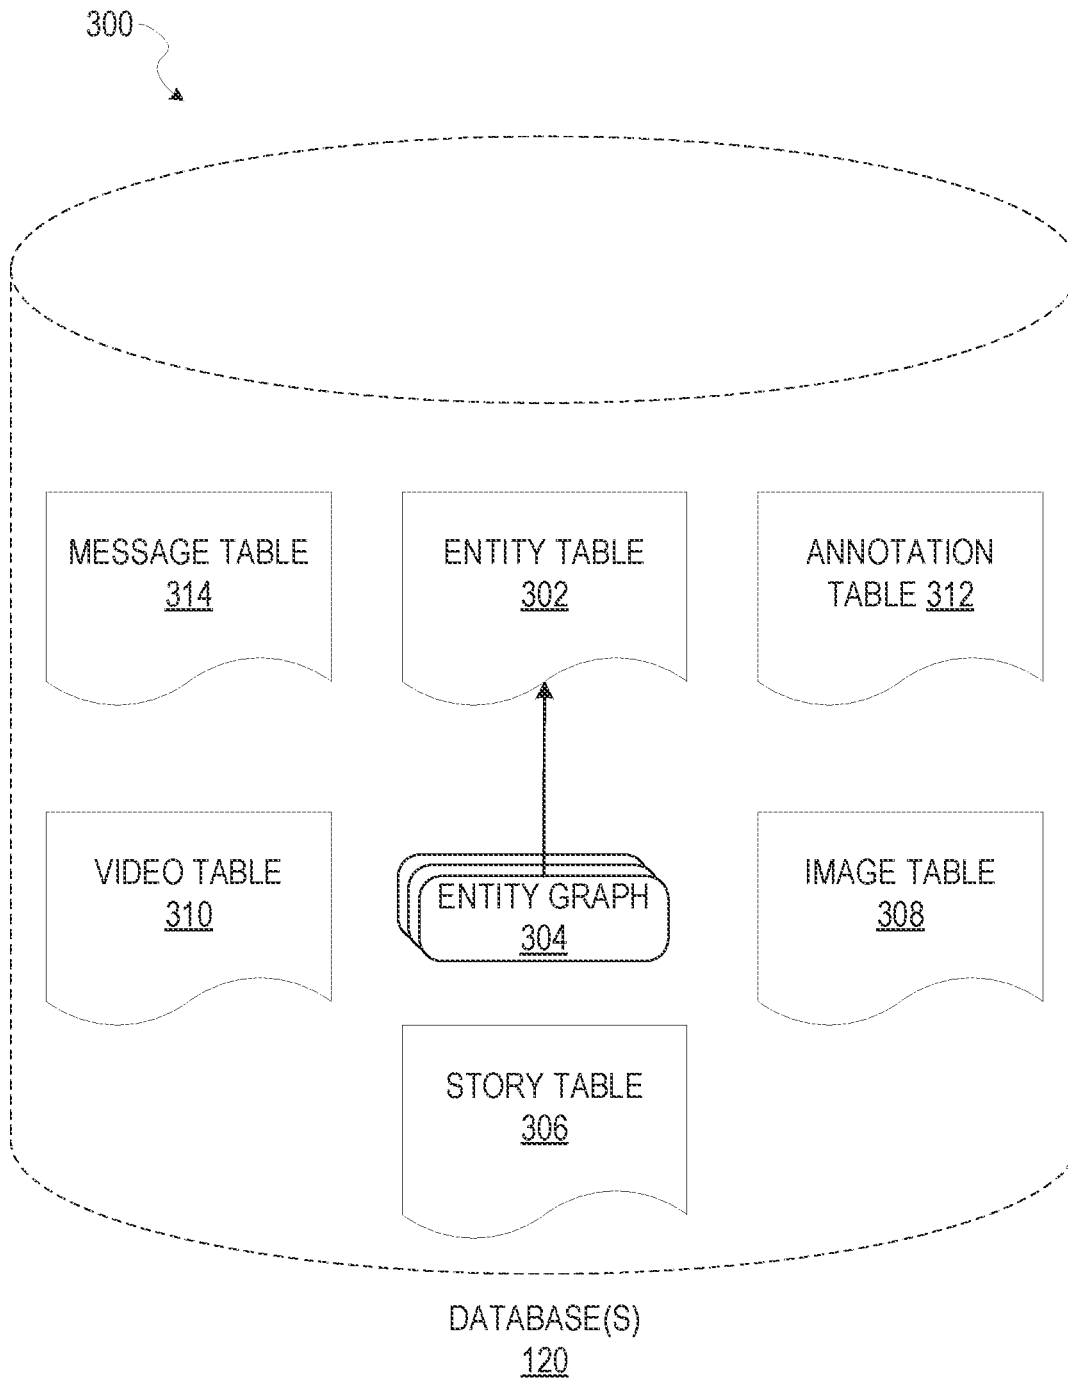 300
MESSAGE TABLE
314
ENTITY TABLE
302
ANNOTATION
TABLE 312
VIDEO TABLE
310
ENTITY GRAPH
304
IMAGE TABLE
308
STORY TABLE
306
DATABASE(S)
120